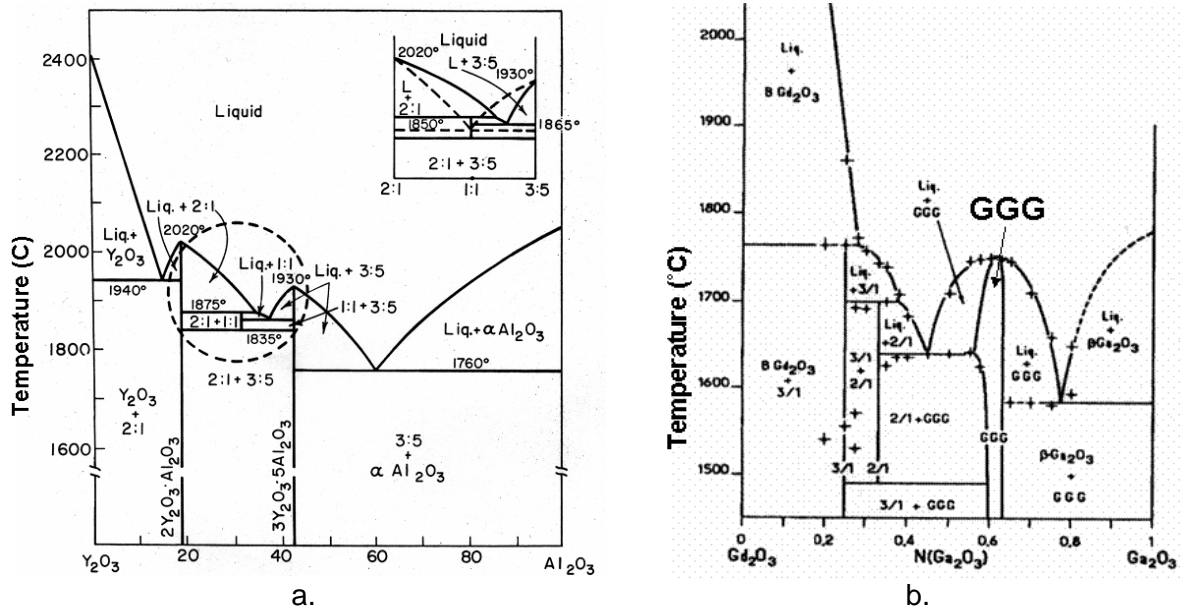 Temperature (C)
2400
2200
2000
1800
1600
Liquid
Liq. + 2:1
2020°
Liq. +
Y₂O₃
1940°
Liq. + 1:1
1930°
Liq. + 3:5
1875°
2:1 + 1:1
1:1 + 3:5
1835°
2:1 + 3:5
Liq. + αAl₂O₃
1760°
Y₂O₃
+
2:1
2Y₂O₃·Al₂O₃
3Y₂O₃·5Al₂O₃
3:5
+
α Al₂O₃
Y₂O₃
20
40
60
80
Al₂O₃
Liquid
2020°
L + 3:5
1930°
L
+
2:1
1850°
1865°
2:1 + 3:5
2:1
1:1
3:5
a.
Temperature (°C)
2000
1900
1800
1700
1600
1500
Liq.
+
B Gd₂O₃
Liq.
+
GGG
GGG
Liq.
+ 3/1
Liq.
+
2/1
B Gd₂O₃
+
3/1
3/1
+
2/1
2/1 + GGG
GGG
Liq.
+
GGG
Liq.
+
βGa₂O₃
βGa₂O₃
+
GGG
3/1
2/1
3/1 + GGG
0
0,2
0,4
0,6
0,8
1
Gd₂O₃
N(Ga₂O₃)
Ga₂O₃
b.